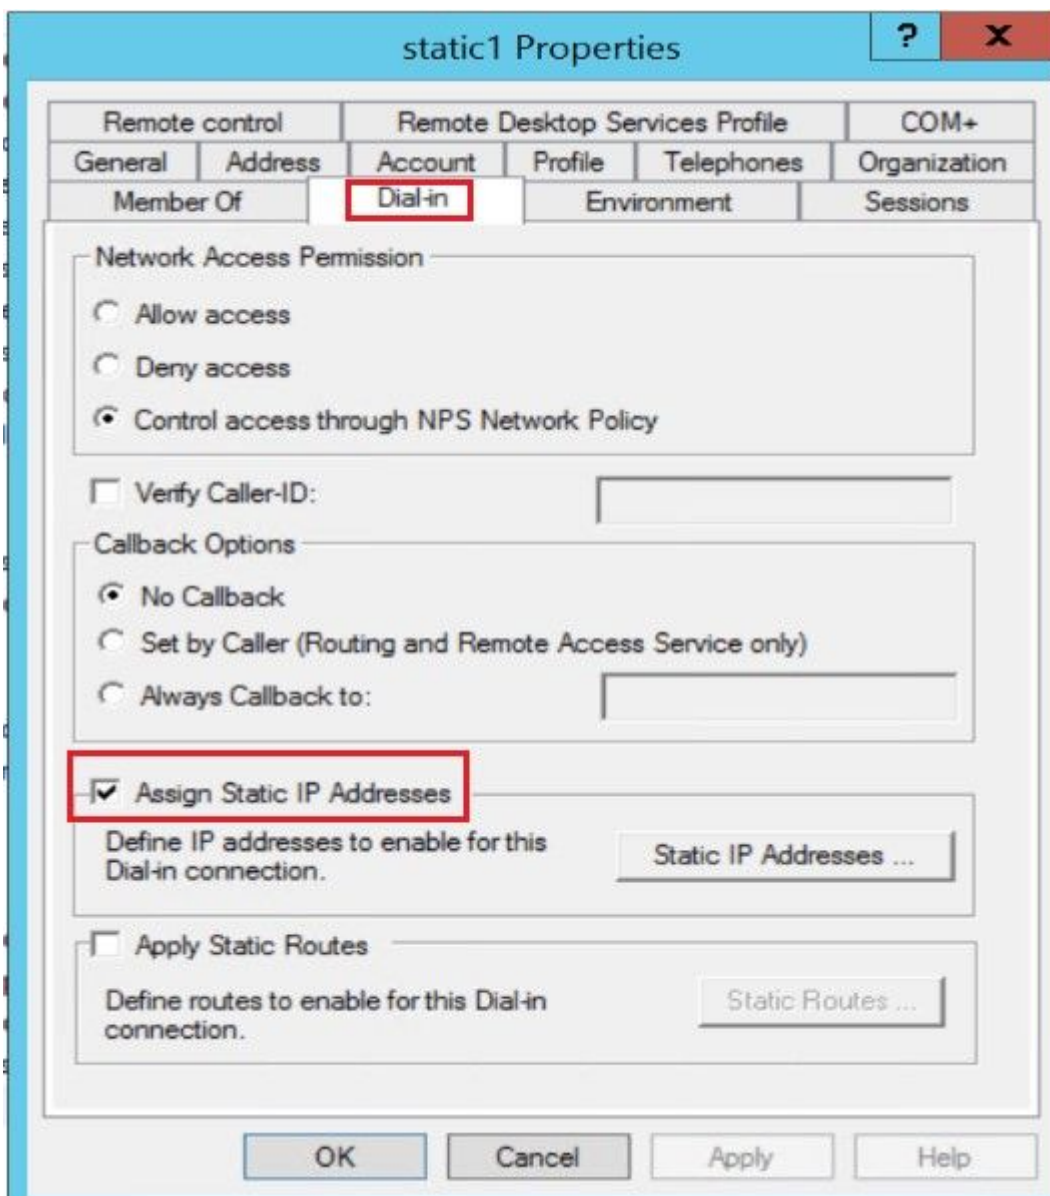 static1 Properties
?
X
Remote control
Remote Desktop Services Profile
COM+
General
Address
Account
Profile
Telephones
Organization
Member Of
Dial-in
Environment
Sessions
Network Access Permission
Allow access
Deny access
Control access through NPS Network Policy
Verify Caller-ID:
Callback Options
No Callback
Set by Caller (Routing and Remote Access Service only)
Always Callback to:
Assign Static IP Addresses
Define IP addresses to enable for this
Dial-in connection.
Static IP Addresses ...
Apply Static Routes
Define routes to enable for this Dial-in
connection.
Static Routes ...
OK
Cancel
Apply
Help